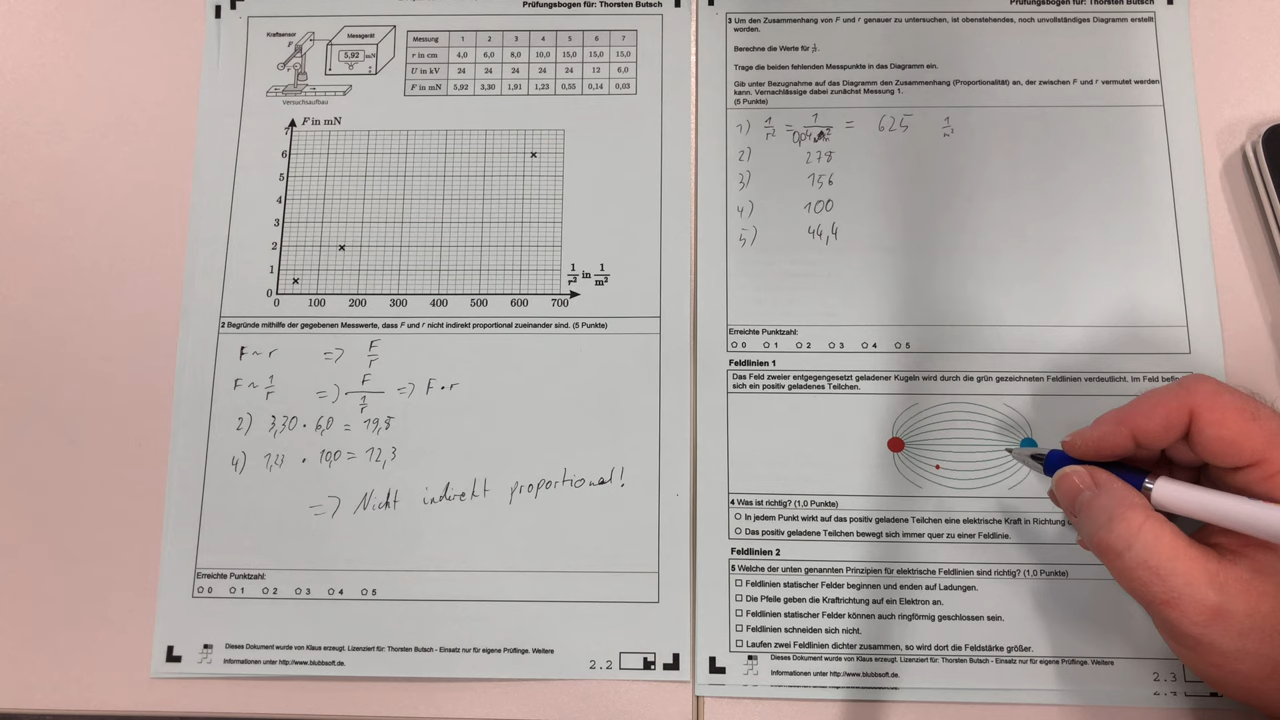 Prüfungsbogen für: Thorsten Butsch
Kraftsensor
F
r
Messgerät
5,92 mN
Versuchsaufbau
Messung 1 2 3 4 5 6 7
r in cm 4,0 6,0 8,0 10,0 15,0 15,0 15,0
U in kV 24 24 24 24 24 12 6,0
F in mN 5,92 3,30 1,91 1,23 0,55 0,14 0,03
F in mN
7
6
5
4
3
2
1
0
0 100 200 300 400 500 600 700
1/r² in 1/m²
2 Begründe mithilfe der gegebenen Messwerte, dass F und r nicht indirekt proportional zueinander sind. (5 Punkte)
F ~ r => F/r
F ~ 1/r => F/(1/r) => F · r
2) 3,30 · 6,0 = 19,8
4) 1,23 · 10,0 = 12,3
=> Nicht indirekt proportional!
Erreichte Punktzahl:
0 1 2 3 4 5
Dieses Dokument wurde von Klaus erzeugt. Lizenziert für: Thorsten Butsch - Einsatz nur für eigene Prüflinge. Weitere
Informationen unter http://www.blubbsoft.de.
2.2
Prüfungsbogen für: Thorsten Butsch
3 Um den Zusammenhang von F und r genauer zu untersuchen, ist obenstehendes, noch unvollständiges Diagramm erstellt
worden.
Berechne die Werte für 1/r².
Trage die beiden fehlenden Messpunkte in das Diagramm ein.
Gib unter Bezugnahme auf das Diagramm den Zusammenhang (Proportionalität) an, der zwischen F und r vermutet werden
kann. Vernachlässige dabei zunächst Messung 1.
(5 Punkte)
1) 1/r² = 1/0,04² = 625 1/m²
2) 278
3) 156
4) 100
5) 44,4
Erreichte Punktzahl:
0 1 2 3 4 5
Feldlinien 1
Das Feld zweier entgegengesetzt geladener Kugeln wird durch die grün gezeichneten Feldlinien verdeutlicht. Im Feld
sich ein positiv geladenes Teilchen.
4 Was ist richtig? (1,0 Punkte)
In jedem Punkt wirkt auf das positiv geladene Teilchen eine elektrische Kraft in Richtung
Das positiv geladene Teilchen bewegt sich immer quer zu einer Feldlinie.
Feldlinien 2
5 Welche der unten genannten Prinzipien für elektrische Feldlinien sind richtig? (1,0 Punkte)
Feldlinien statischer Felder beginnen und enden auf Ladungen.
Die Pfeile geben die Kraftrichtung auf ein Elektron an.
Feldlinien statischer Felder können auch ringförmig geschlossen sein.
Feldlinien schneiden sich nicht.
Laufen zwei Feldlinien dichter zusammen, so wird dort die Feldstärke größer.
Dieses Dokument wurde von Klaus erzeugt. Lizenziert für: Thorsten Butsch - Einsatz nur für eigene Prüflinge. Weitere
Informationen unter http://www.blubbsoft.de.
2.3